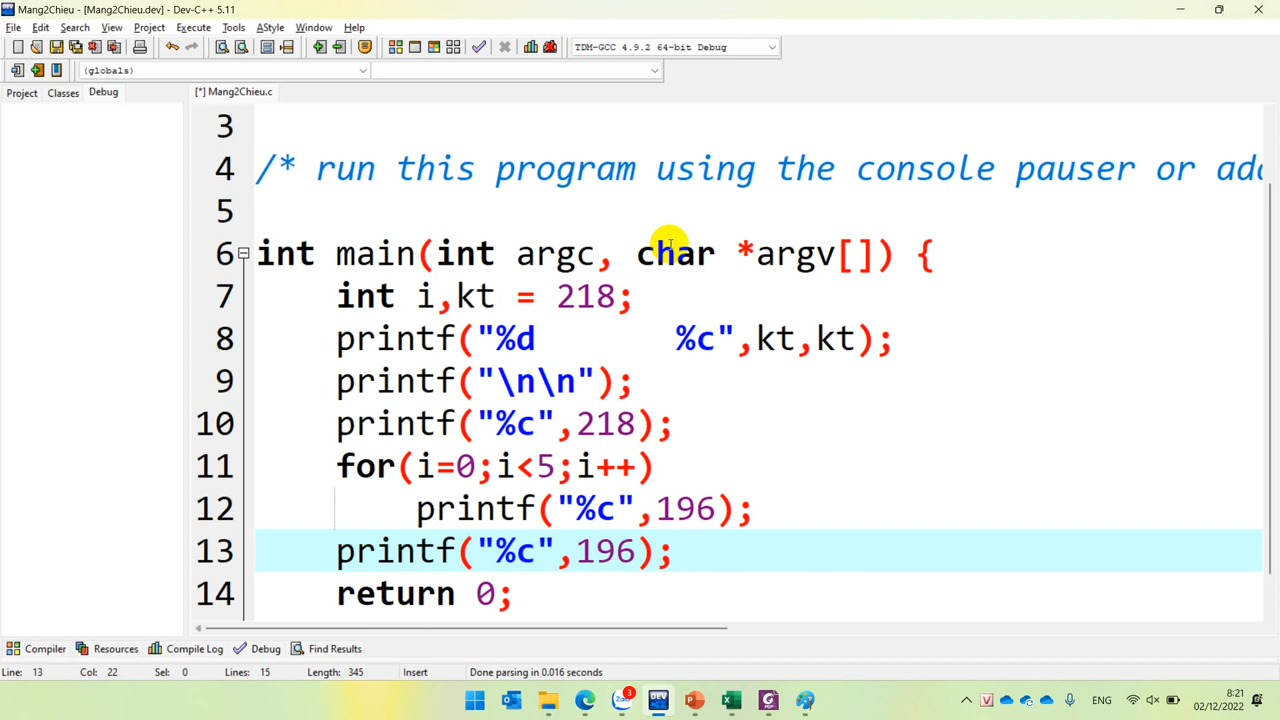 Mang2Chieu - [Mang2Chieu.dev] - Dev-C++ 5.11
File Edit Search View Project Execute Tools AStyle Window Help
TDM-GCC 4.9.2 64-bit Debug
(globals)
Project Classes Debug [*] Mang2Chieu.c
3
4 /* run this program using the console pauser or add
5
6 int main(int argc, char *argv[]) {
7 int i,kt = 218;
8 printf("%d %c",kt,kt);
9 printf("\n\n");
10 printf("%c",218);
11 for(i=0;i<5;i++)
12 printf("%c",196);
13 printf("%c",196);
14 return 0;
Compiler Resources Compile Log Debug Find Results
Line: 13 Col: 22 Sel: 0 Lines: 15 Length: 345 Insert Done parsing in 0.016 seconds
3 DEV V ENG 8:21
02/12/2022